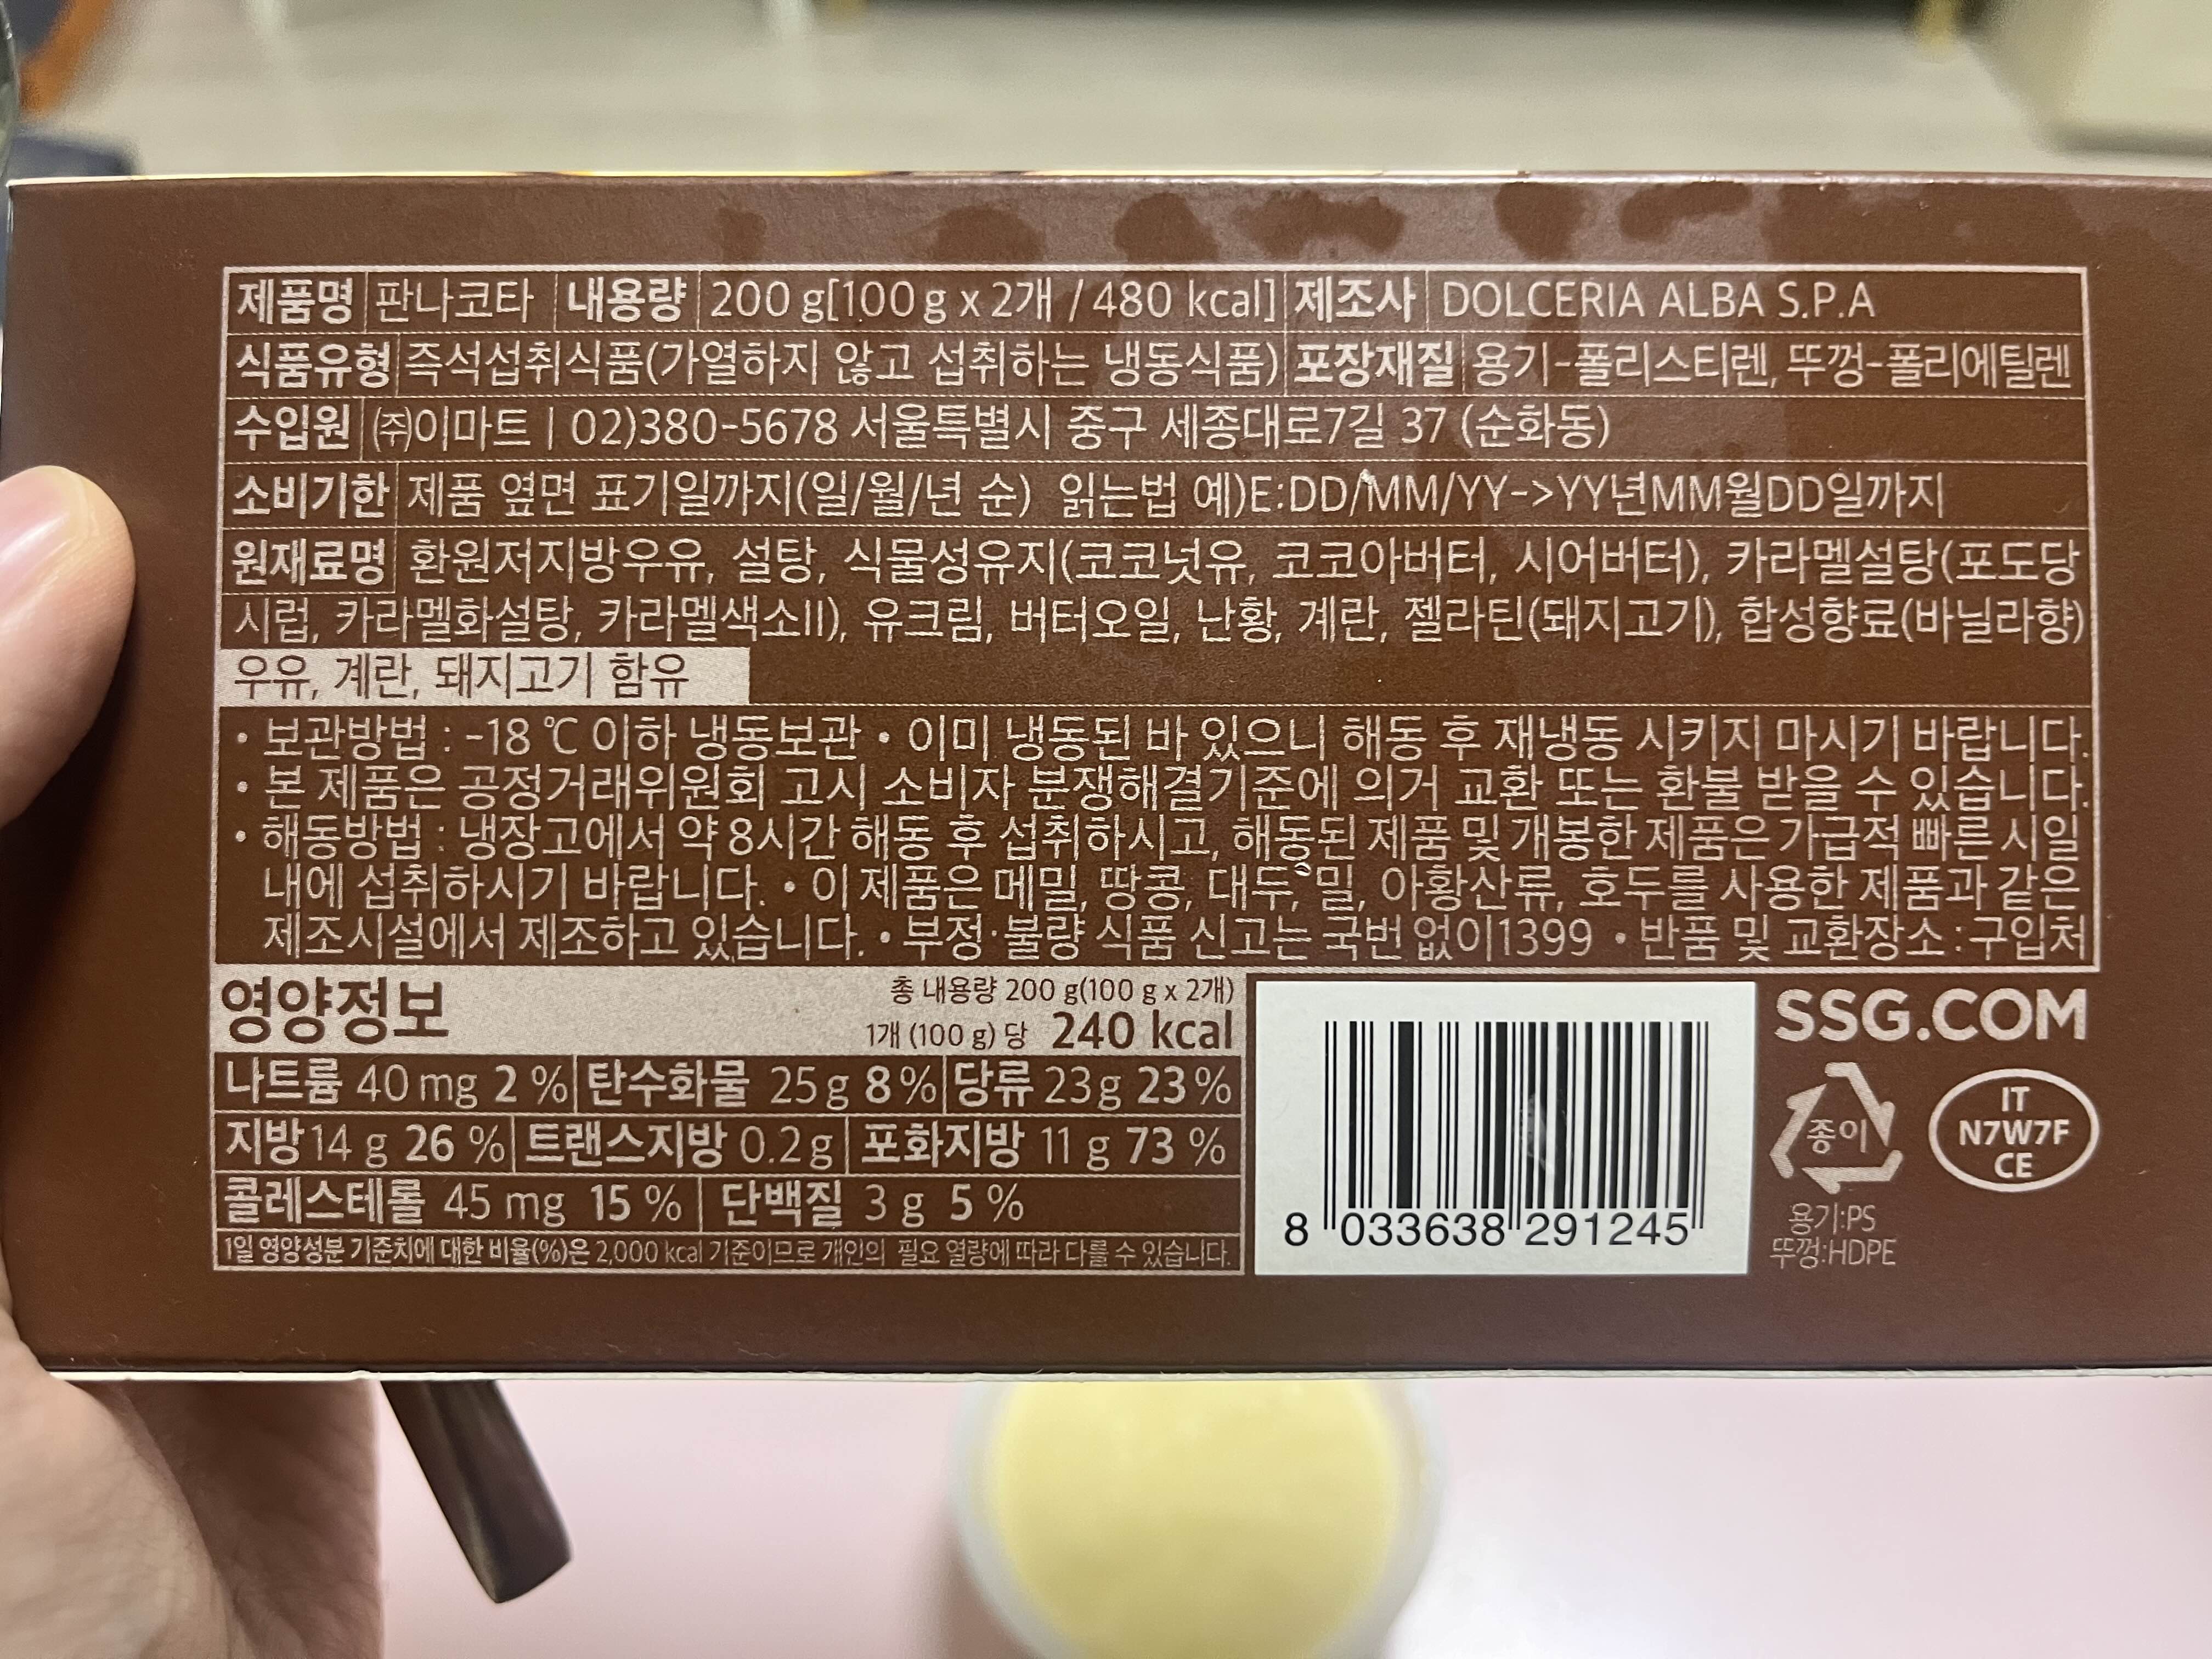 제품명 판나코타 내용량 200 g[100 g x 2개 / 480 kcal] 제조사 DOLCERIA ALBA S.P.A
식품유형 즉석섭취식품(가열하지 않고 섭취하는 냉동식품) 포장재질 용기-폴리스티렌, 뚜껑-폴리에틸렌
수입원 ㈜이마트 | 02)380-5678 서울특별시 중구 세종대로7길 37 (순화동)
소비기한 제품 옆면 표기일까지(일/월/년 순) 읽는법 예)E:DD/MM/YY->YY년MM월DD일까지
원재료명 환원저지방우유, 설탕, 식물성유지(코코넛유, 코코아버터, 시어버터), 카라멜설탕(포도당
시럽, 카라멜화설탕, 카라멜색소II), 유크림, 버터오일, 난황, 계란, 젤라틴(돼지고기), 합성향료(바닐라향)
우유, 계란, 돼지고기 함유
• 보관방법 : -18 ℃ 이하 냉동보관 • 이미 냉동된 바 있으니 해동 후 재냉동 시키지 마시기 바랍니다.
• 본 제품은 공정거래위원회 고시 소비자 분쟁해결기준에 의거 교환 또는 환불 받을 수 있습니다.
• 해동방법 : 냉장고에서 약 8시간 해동 후 섭취하시고, 해동된 제품 및 개봉한 제품은 가급적 빠른 시일
내에 섭취하시기 바랍니다. • 이 제품은 메밀, 땅콩, 대두, 밀, 아황산류, 호두를 사용한 제품과 같은
제조시설에서 제조하고 있습니다. • 부정·불량 식품 신고는 국번없이1399 • 반품 및 교환장소 : 구입처
영양정보 총 내용량 200 g(100 g x 2개)
1개 (100 g) 당 240 kcal
나트륨 40 mg 2 % 탄수화물 25 g 8 % 당류 23 g 23 %
지방 14 g 26 % 트랜스지방 0.2 g 포화지방 11 g 73 %
콜레스테롤 45 mg 15 % 단백질 3 g 5 %
1일 영양성분 기준치에 대한 비율(%)은 2,000 kcal 기준이므로 개인의 필요 열량에 따라 다를 수 있습니다.
8 033638 291245
SSG.COM
종이
용기:PS
뚜껑:HDPE
IT
N7W7F
CE